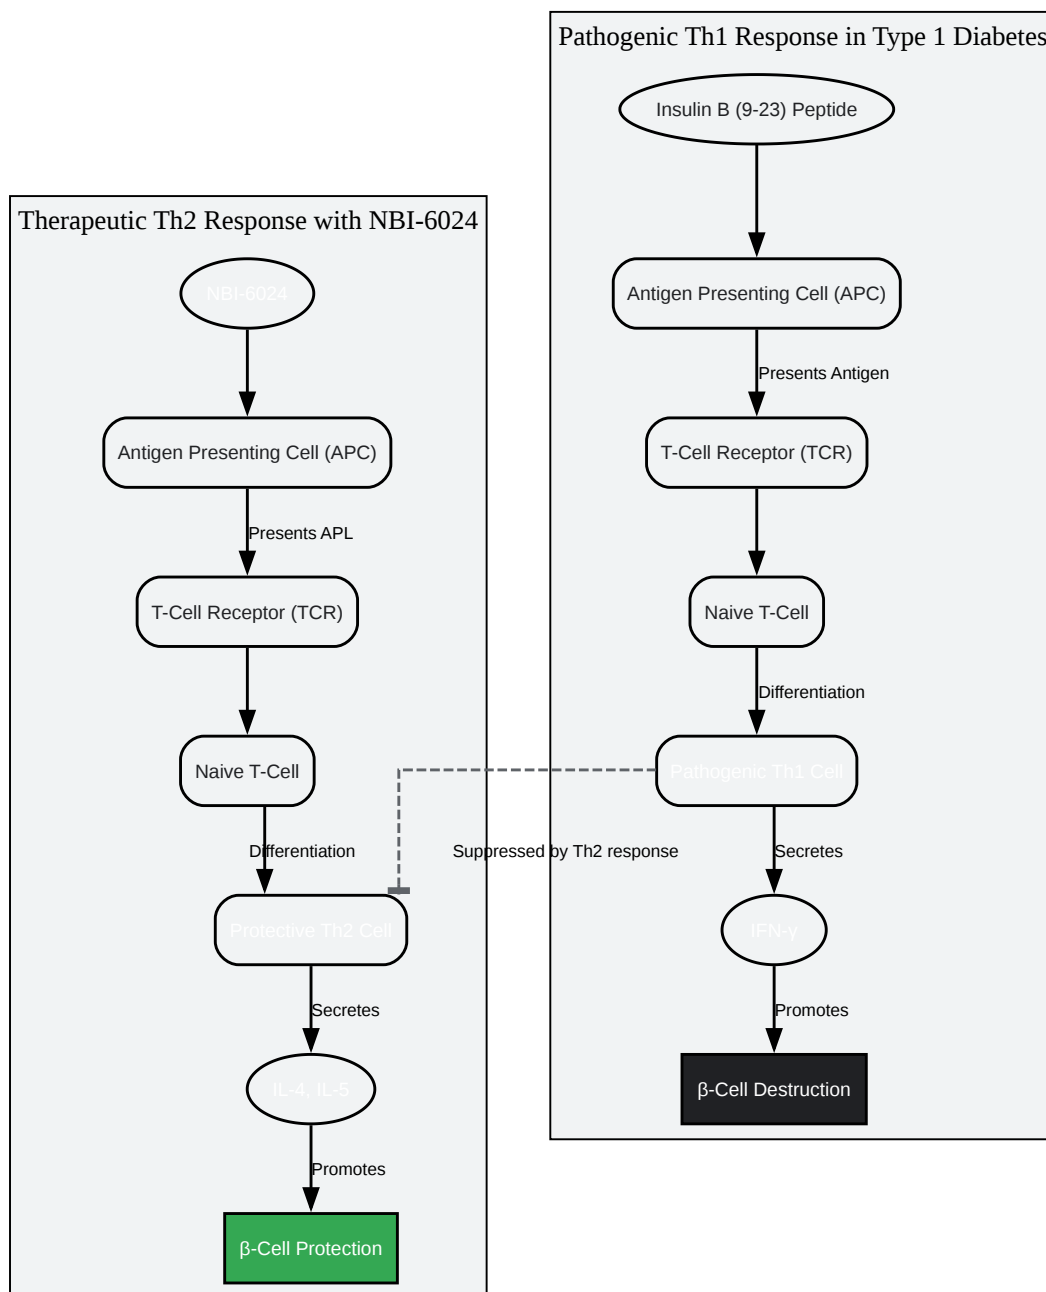 Therapeutic Th2 Response with NBI-6024
NBI-6024
Antigen Presenting Cell (APC)
Presents APL
T-Cell Receptor (TCR)
Naive T-Cell
Differentiation
Protective Th2 Cell
Secretes
IL-4, IL-5
Promotes
β-Cell Protection
Suppressed by Th2 response
Pathogenic Th1 Response in Type 1 Diabetes
Insulin B (9-23) Peptide
Antigen Presenting Cell (APC)
Presents Antigen
T-Cell Receptor (TCR)
Naive T-Cell
Differentiation
Pathogenic Th1 Cell
Secretes
IFN-γ
Promotes
β-Cell Destruction